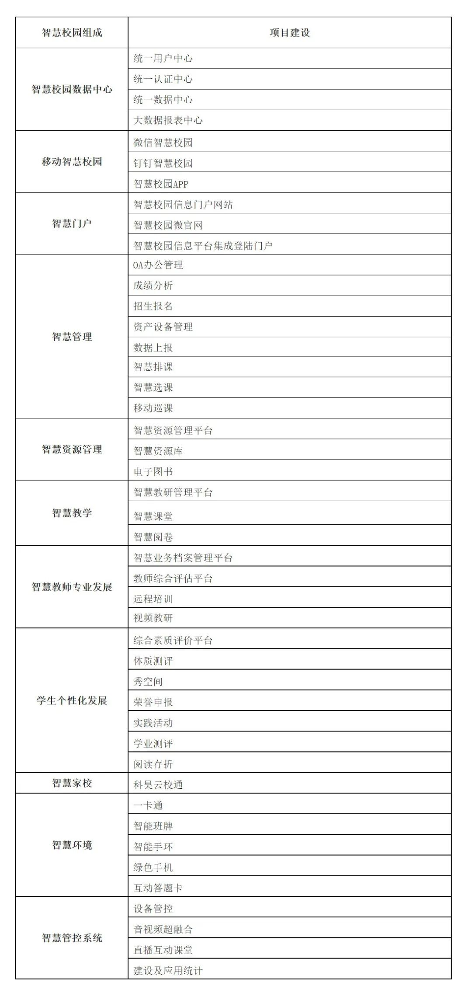 智慧校园组成 项目建设
智慧校园数据中心
统一用户中心
统一认证中心
统一数据中心
大数据报表中心
移动智慧校园
微信智慧校园
钉钉智慧校园
智慧校园APP
智慧门户
智慧校园信息门户网站
智慧校园微官网
智慧校园信息平台集成登陆门户
智慧管理
OA办公管理
成绩分析
招生报名
资产设备管理
数据上报
智慧排课
智慧选课
移动巡课
智慧资源管理
智慧资源管理平台
智慧资源库
电子图书
智慧教学
智慧教研管理平台
智慧课堂
智慧阅卷
智慧教师专业发展
智慧业务档案管理平台
教师综合评估平台
远程培训
视频教研
学生个性化发展
综合素质评价平台
体质测评
秀空间
荣誉申报
实践活动
学业测评
阅读存折
智慧家校
科昊云校通
智慧环境
一卡通
智能班牌
智能手环
绿色手机
互动答题卡
智慧管控系统
设备管控
音视频超融合
直播互动课堂
建设及应用统计